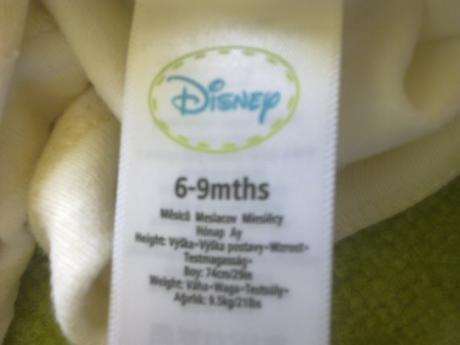 Disney
6-9mths
Měsíců Mesiacov Miesięcy
Hónap Ay
Height: Výška•Výška postavy•Wzrost•
Testmagasság•
Boy: 74cm/29in
Weight: Váha•Waga•Testsúly•
Ağırlık: 9.5kg/21lbs